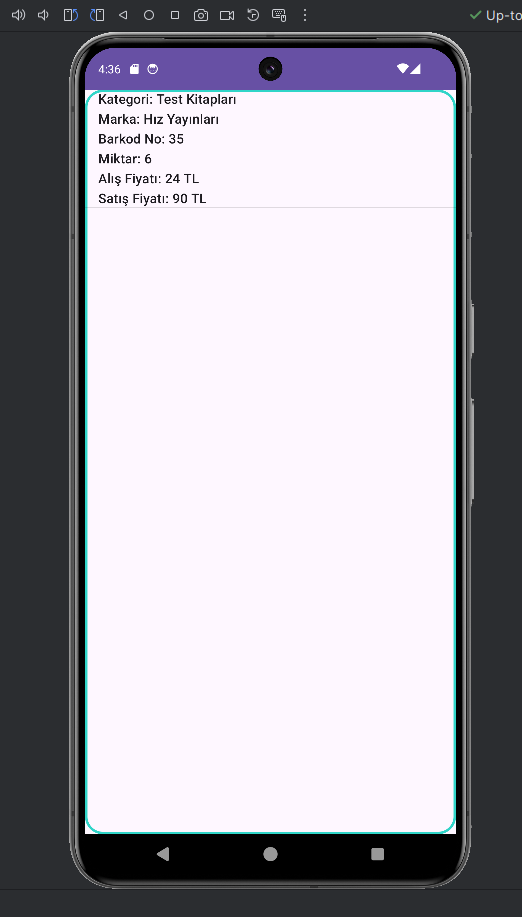 Up-to
4:36
Kategori: Test Kitapları
Marka: Hız Yayınları
Barkod No: 35
Miktar: 6
Alış Fiyatı: 24 TL
Satış Fiyatı: 90 TL